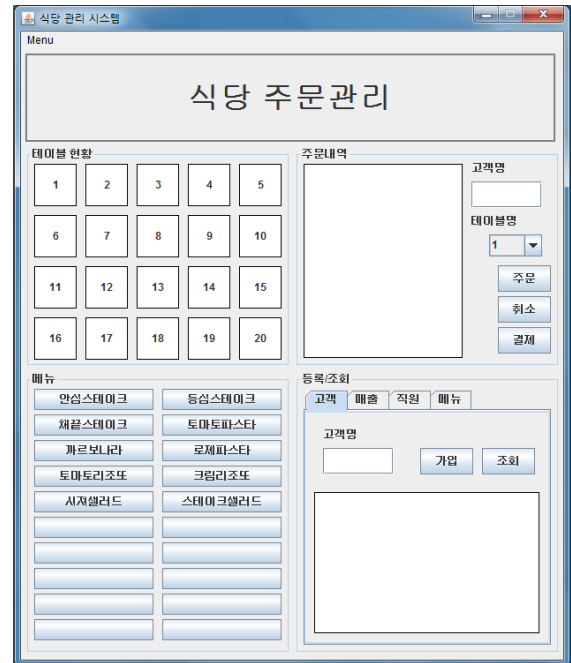 식당 관리 시스템
Menu
식당 주문관리
테이블 현황
1 2 3 4 5
6 7 8 9 10
11 12 13 14 15
16 17 18 19 20
주문내역
고객명
테이블명
1
주문
취소
결제
메뉴
안심스테이크 등심스테이크
채끝스테이크 토마토파스타
까르보나라 로제파스타
토마토리조또 크림리조또
시저샐러드 스테이크샐러드
등록/조회
고객 매출 직원 메뉴
고객명
가입 조회